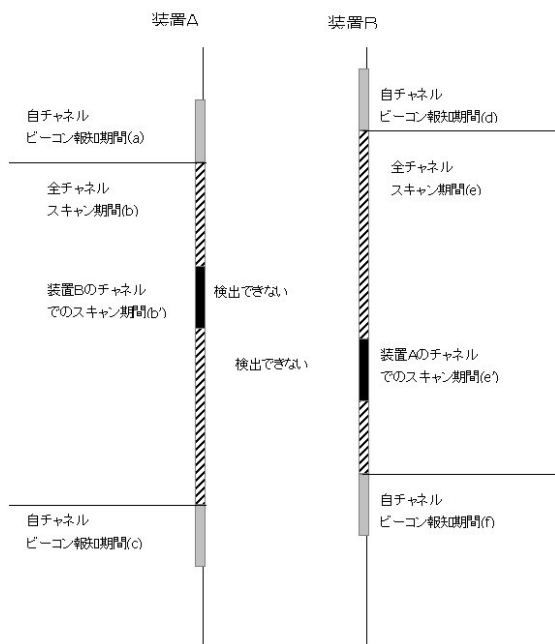 装置A
装置B
自チャネル
ビーコン報知期間(a)
自チャネル
ビーコン報知期間(d)
全チャネル
スキャン期間(b)
全チャネル
スキャン期間(e)
装置Bのチャネル
でのスキャン期間(b')
検出できない
検出できない
装置Aのチャネル
でのスキャン期間(e')
自チャネル
ビーコン報知期間(c)
自チャネル
ビーコン報知期間(f)